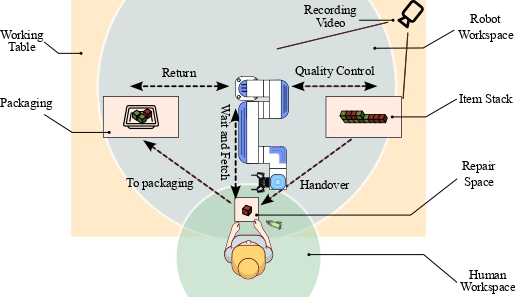 Recording
Video
Robot
Workspace
Working
Table
Return
Quality Control
Packaging
Item Stack
Wait and Fetch
To packaging
Handover
Repair
Space
Human
Workspace